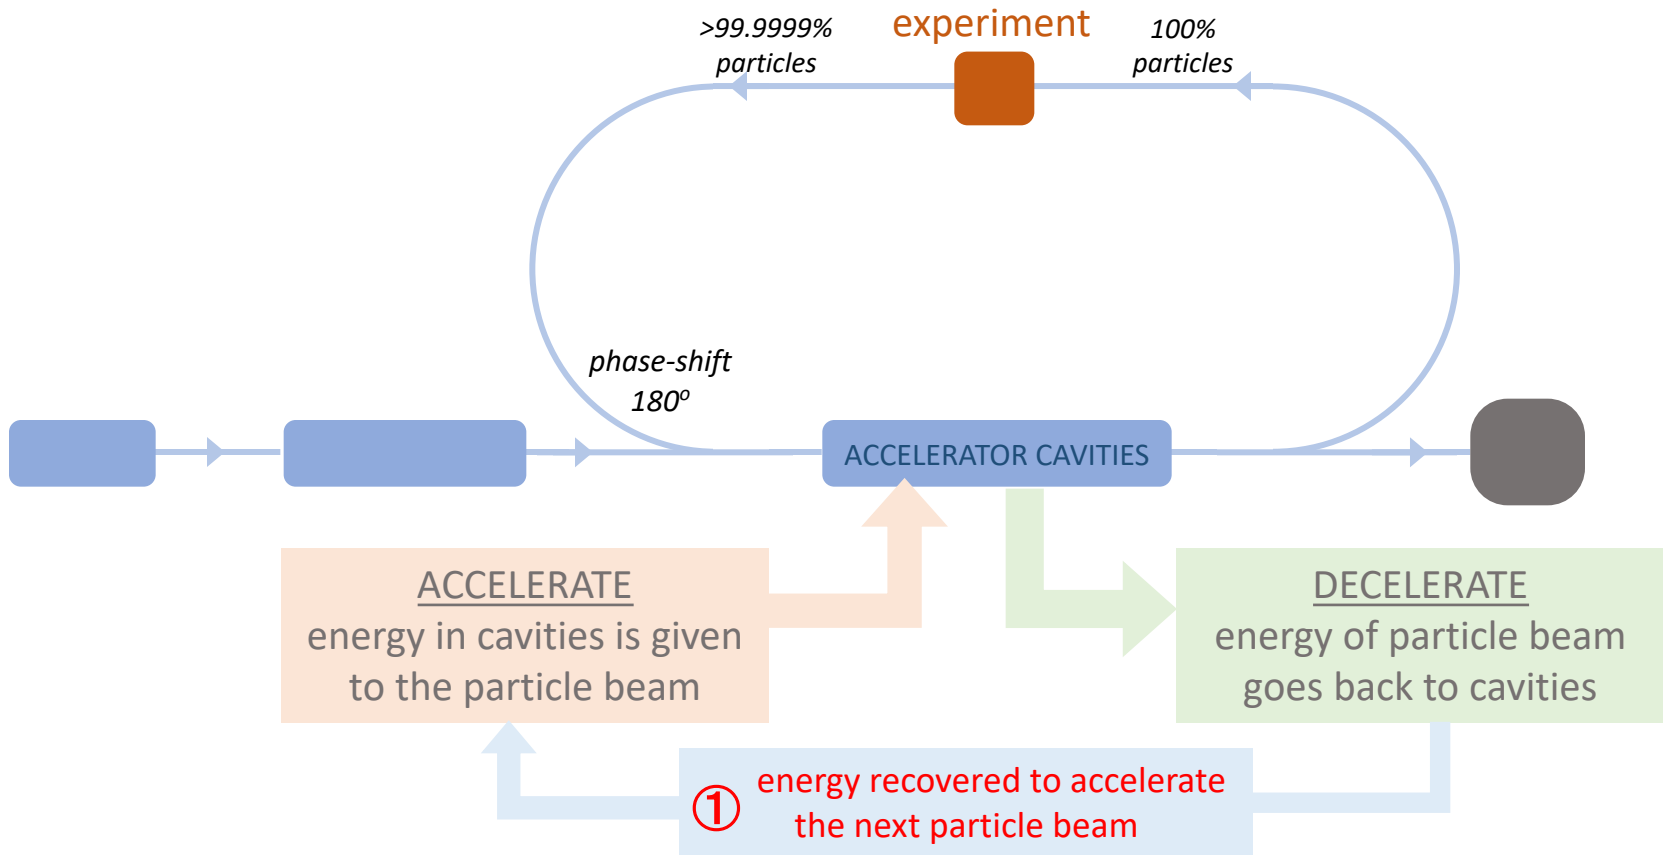 >99.9999%
particles
experiment
100%
particles
phase-shift
180º
ACCELERATOR CAVITIES
ACCELERATE
energy in cavities is given
to the particle beam
DECELERATE
energy of particle beam
goes back to cavities
① energy recovered to accelerate
the next particle beam